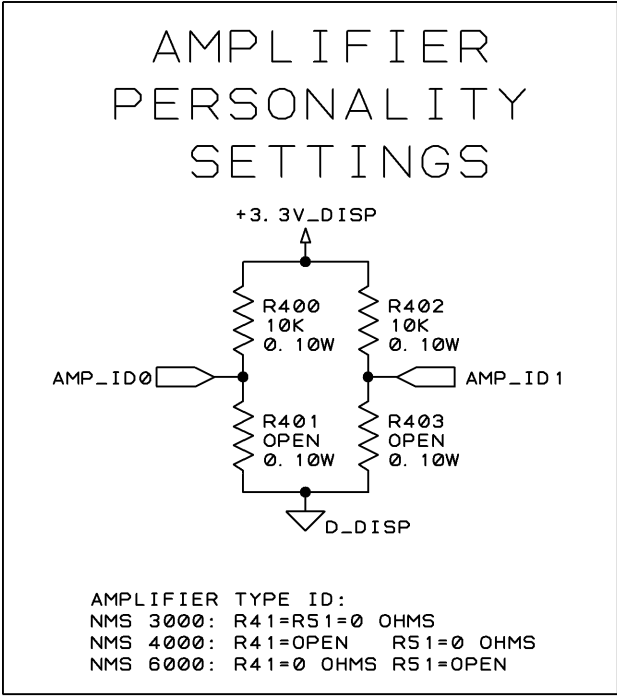 AMPLIFIER
PERSONALITY
SETTINGS
+3.3V_DISP
R400
10K
0.10W
R402
10K
0.10W
AMP_ID0
AMP_ID1
R401
OPEN
0.10W
R403
OPEN
0.10W
D_DISP
AMPLIFIER TYPE ID:
NMS 3000: R41=R51=0 OHMS
NMS 4000: R41=OPEN R51=0 OHMS
NMS 6000: R41=0 OHMS R51=OPEN